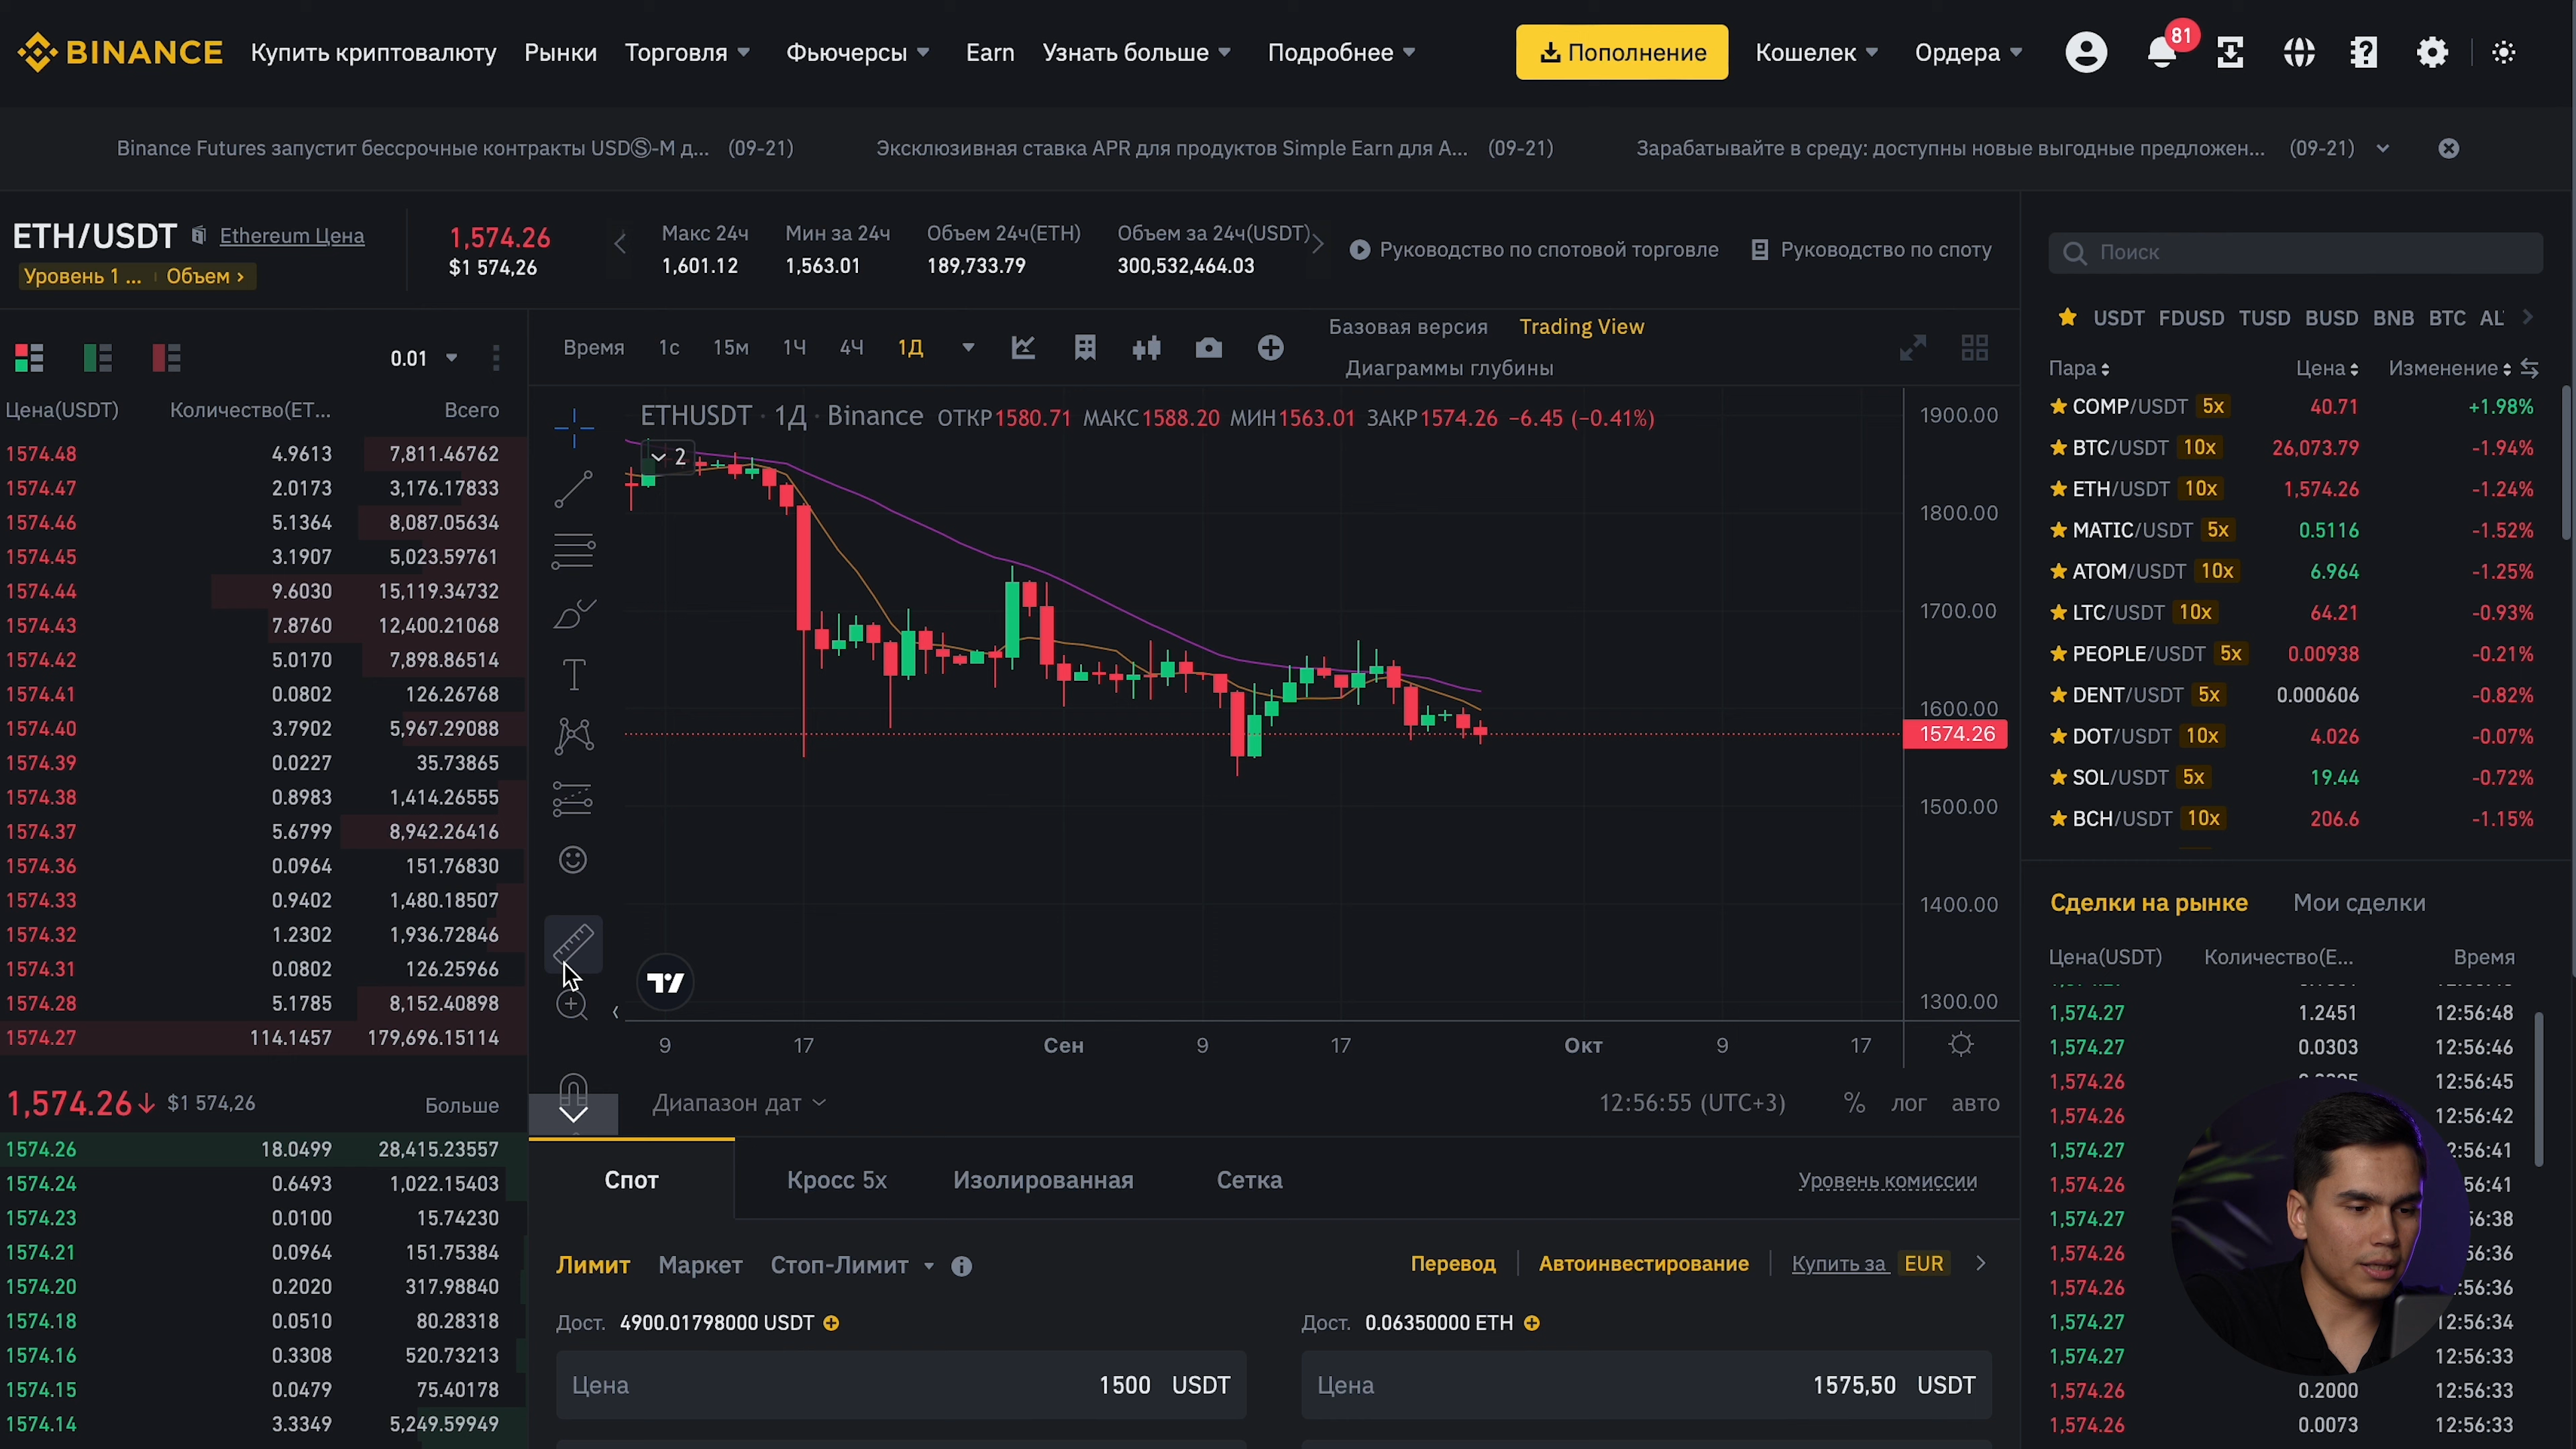 BINANCE Купить криптовалюту Рынки Торговля Фьючерсы Earn Узнать больше Подробнее Пополнение Кошелек Ордера 81
Binance Futures запустит бессрочные контракты USDⓈ-M д... (09-21) Эксклюзивная ставка APR для продуктов Simple Earn для A... (09-21) Зарабатывайте в среду: доступны новые выгодные предложен... (09-21)
ETH/USDT Ethereum Цена
Уровень 1 ... Объем ›
1,574.26
$1 574,26
Макс 24ч Мин за 24ч Объем 24ч(ETH) Объем за 24ч(USDT)
1,601.12 1,563.01 189,733.79 300,532,464.03
Руководство по спотовой торговле Руководство по споту
0.01
Цена(USDT) Количество(ET... Всего
1574.48 4.9613 7,811.46762
1574.47 2.0173 3,176.17833
1574.46 5.1364 8,087.05634
1574.45 3.1907 5,023.59761
1574.44 9.6030 15,119.34732
1574.43 7.8760 12,400.21068
1574.42 5.0170 7,898.86514
1574.41 0.0802 126.26768
1574.40 3.7902 5,967.29088
1574.39 0.0227 35.73865
1574.38 0.8983 1,414.26555
1574.37 5.6799 8,942.26416
1574.36 0.0964 151.76830
1574.33 0.9402 1,480.18507
1574.32 1.2302 1,936.72846
1574.31 0.0802 126.25966
1574.28 5.1785 8,152.40898
1574.27 114.1457 179,696.15114
1,574.26 $1 574,26 Больше
1574.26 18.0499 28,415.23557
1574.24 0.6493 1,022.15403
1574.23 0.0100 15.74230
1574.21 0.0964 151.75384
1574.20 0.2020 317.98840
1574.18 0.0510 80.28318
1574.16 0.3308 520.73213
1574.15 0.0479 75.40178
1574.14 3.3349 5,249.59949
Время 1с 15м 1Ч 4Ч 1Д
Базовая версия Trading View
Диаграммы глубины
ETHUSDT · 1Д · Binance ОТКР1580.71 МАКС1588.20 МИН1563.01 ЗАКР1574.26 −6.45 (−0.41%)
2
1900.00
1800.00
1700.00
1600.00
1574.26
1500.00
1400.00
1300.00
9 17 Сен 9 17 Окт 9 17
Диапазон дат 12:56:55 (UTC+3) % лог авто
Спот Кросс 5x Изолированная Сетка Уровень комиссии
Лимит Маркет Стоп-Лимит Перевод Автоинвестирование Купить за EUR
Дост. 4900.01798000 USDT Дост. 0.06350000 ETH
Цена 1500 USDT Цена 1575,50 USDT
Поиск
USDT FDUSD TUSD BUSD BNB BTC AL
Пара Цена Изменение
COMP/USDT 5x 40.71 +1.98%
BTC/USDT 10x 26,073.79 -1.94%
ETH/USDT 10x 1,574.26 -1.24%
MATIC/USDT 5x 0.5116 -1.52%
ATOM/USDT 10x 6.964 -1.25%
LTC/USDT 10x 64.21 -0.93%
PEOPLE/USDT 5x 0.00938 -0.21%
DENT/USDT 5x 0.000606 -0.82%
DOT/USDT 10x 4.026 -0.07%
SOL/USDT 5x 19.44 -0.72%
BCH/USDT 10x 206.6 -1.15%
Сделки на рынке Мои сделки
Цена(USDT) Количество(E... Время
1,574.27 1.2451 12:56:48
1,574.27 0.0303 12:56:46
1,574.26 12:56:45
1,574.26 12:56:42
1,574.27 2:56:41
1,574.26 56:41
1,574.27 56:38
1,574.26 56:36
1,574.26 :56:36
1,574.27 12:56:34
1,574.27 12:56:33
1,574.26 0.2000 12:56:33
1,574.26 0.0073 12:56:33